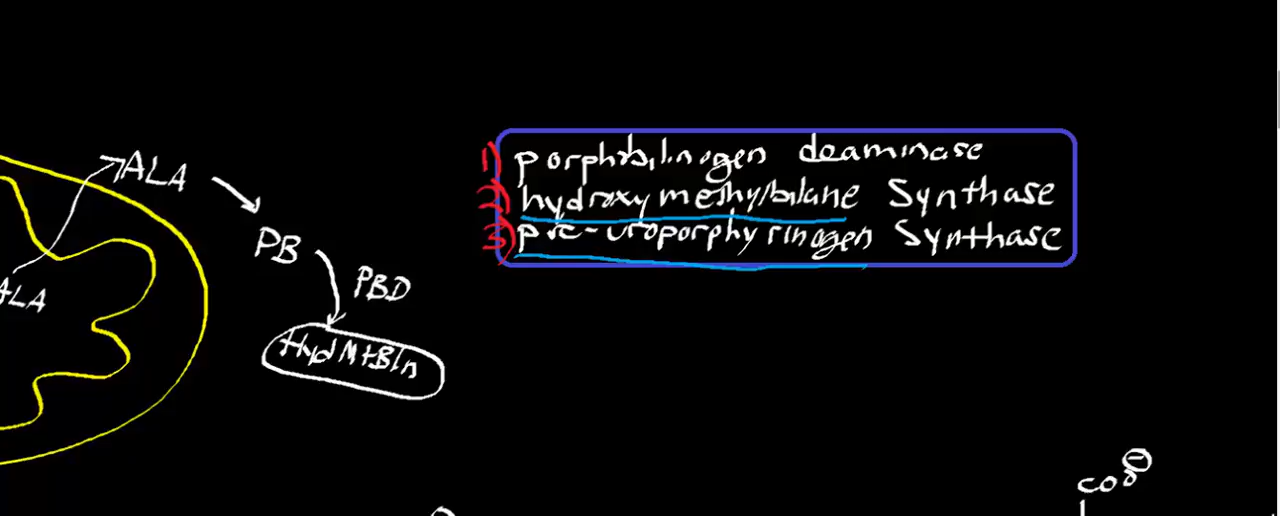 1) porphobilinogen deaminase
2) hydroxymethylbilane Synthase
3) pre-uroporphyrinogen Synthase
ALA
PB
PBD
ALA
HydMtBln
COO⊖